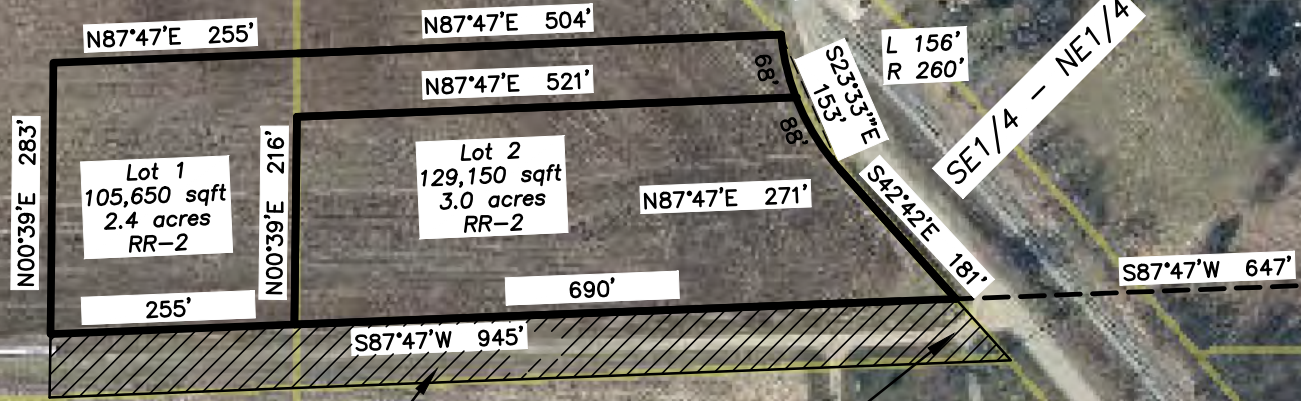 N87°47'E 255'
N87°47'E 504'
N87°47'E 521'
68'
88'
S23°33'"E
153'
L 156'
R 260'
SE1/4 – NE1/4
N00°39'E 283'
Lot 1
105,650 sqft
2.4 acres
RR-2
N00°39'E 216'
Lot 2
129,150 sqft
3.0 acres
RR-2
N87°47'E 271'
S42°42'E 181'
S87°47'W 647'
255'
690'
S87°47'W 945'